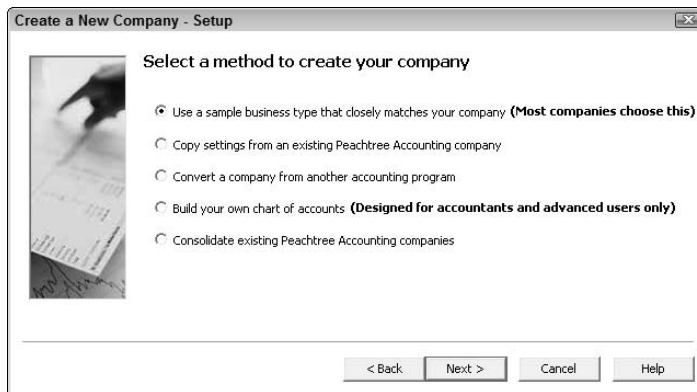 Create a New Company - Setup
Select a method to create your company
Use a sample business type that closely matches your company (Most companies choose this)
Copy settings from an existing Peachtree Accounting company
Convert a company from another accounting program
Build your own chart of accounts (Designed for accountants and advanced users only)
Consolidate existing Peachtree Accounting companies
< Back Next > Cancel Help